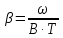 β = ω / (B · T)